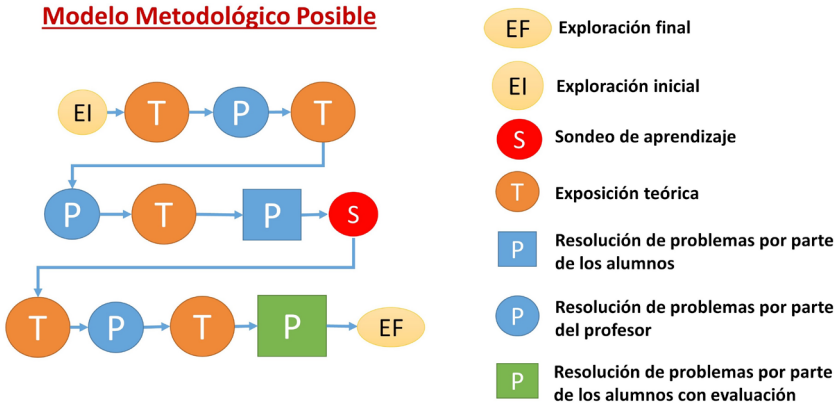 Modelo Metodológico Posible
EI T P T
P T P S
T P T P EF
EF Exploración final
EI Exploración inicial
S Sondeo de aprendizaje
T Exposición teórica
P Resolución de problemas por parte
de los alumnos
P Resolución de problemas por parte
del profesor
P Resolución de problemas por parte
de los alumnos con evaluación